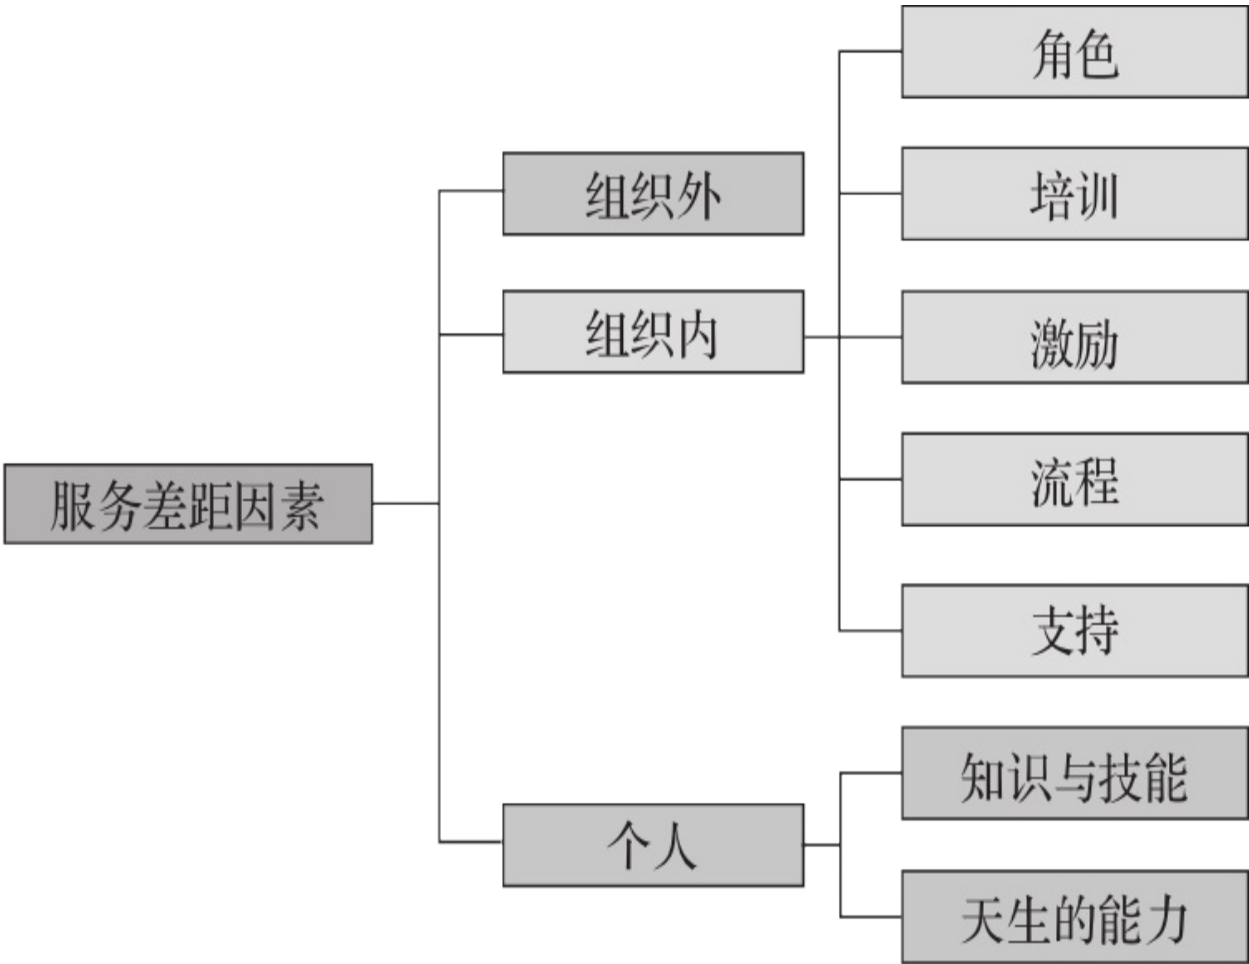 服务差距因素
组织外
组织内
角色
培训
激励
流程
支持
个人
知识与技能
天生的能力